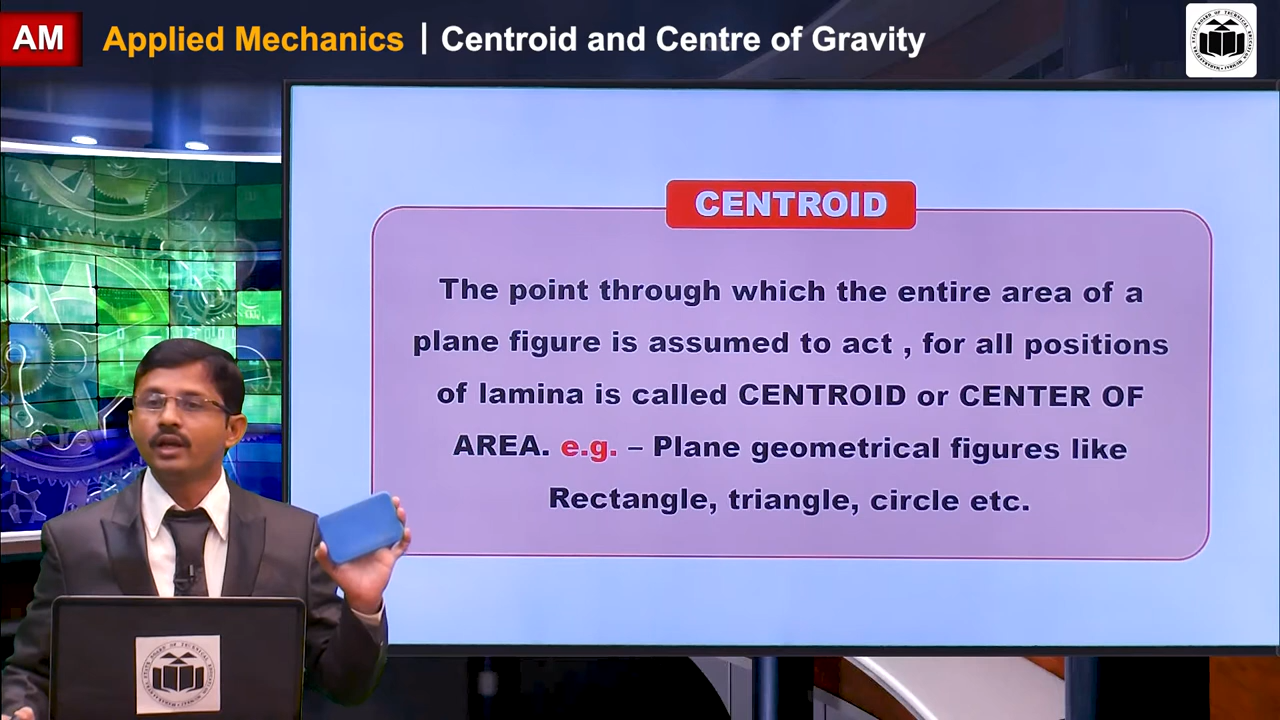 AM
Applied Mechanics | Centroid and Centre of Gravity
CENTROID
The point through which the entire area of a
plane figure is assumed to act , for all positions
of lamina is called CENTROID or CENTER OF
AREA. e.g. – Plane geometrical figures like
Rectangle, triangle, circle etc.